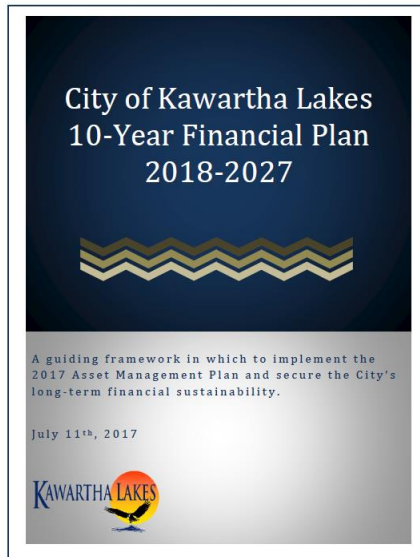 City of Kawartha Lakes
10-Year Financial Plan
2018-2027
A guiding framework in which to implement the
2017 Asset Management Plan and secure the City's
long-term financial sustainability.
July 11th, 2017
KAWARTHA LAKES